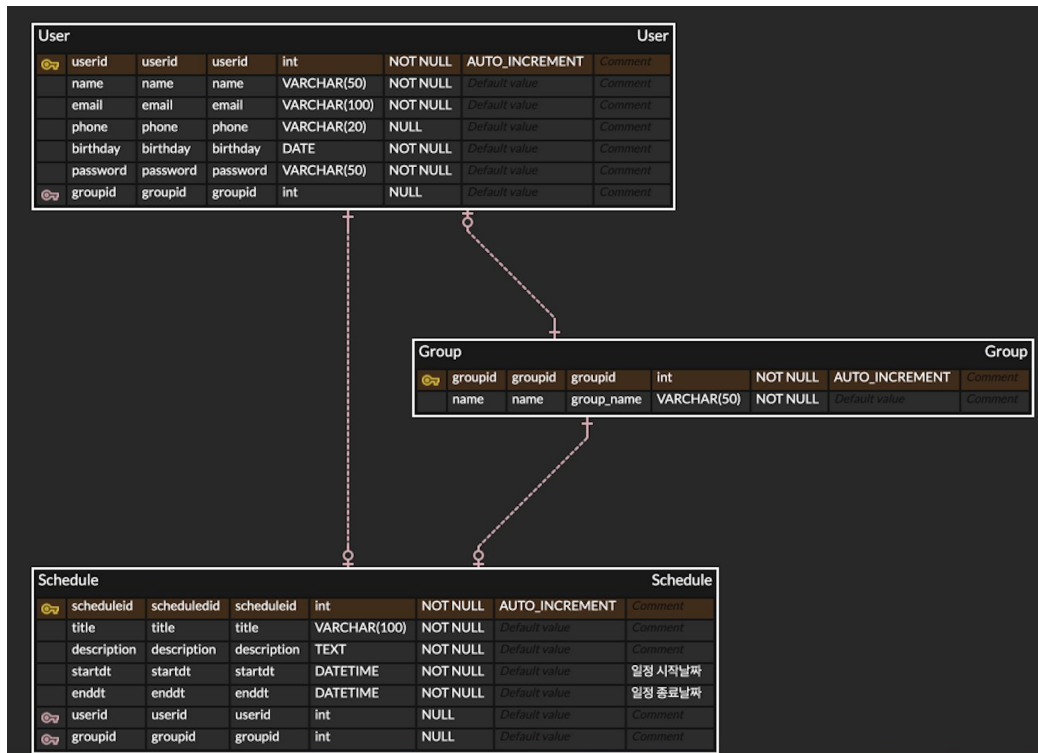 User User
userid userid userid int NOT NULL AUTO_INCREMENT Comment
name name name VARCHAR(50) NOT NULL Default value Comment
email email email VARCHAR(100) NOT NULL Default value Comment
phone phone phone VARCHAR(20) NULL Default value Comment
birthday birthday birthday DATE NOT NULL Default value Comment
password password password VARCHAR(50) NOT NULL Default value Comment
groupid groupid groupid int NULL Default value Comment
Group Group
groupid groupid groupid int NOT NULL AUTO_INCREMENT Comment
name name group_name VARCHAR(50) NOT NULL Default value Comment
Schedule Schedule
scheduleid scheduledid scheduleid int NOT NULL AUTO_INCREMENT Comment
title title title VARCHAR(100) NOT NULL Default value Comment
description description description TEXT NOT NULL Default value Comment
startdt startdt startdt DATETIME NOT NULL Default value 일정 시작날짜
enddt enddt enddt DATETIME NOT NULL Default value 일정 종료날짜
userid userid userid int NULL Default value Comment
groupid groupid groupid int NULL Default value Comment